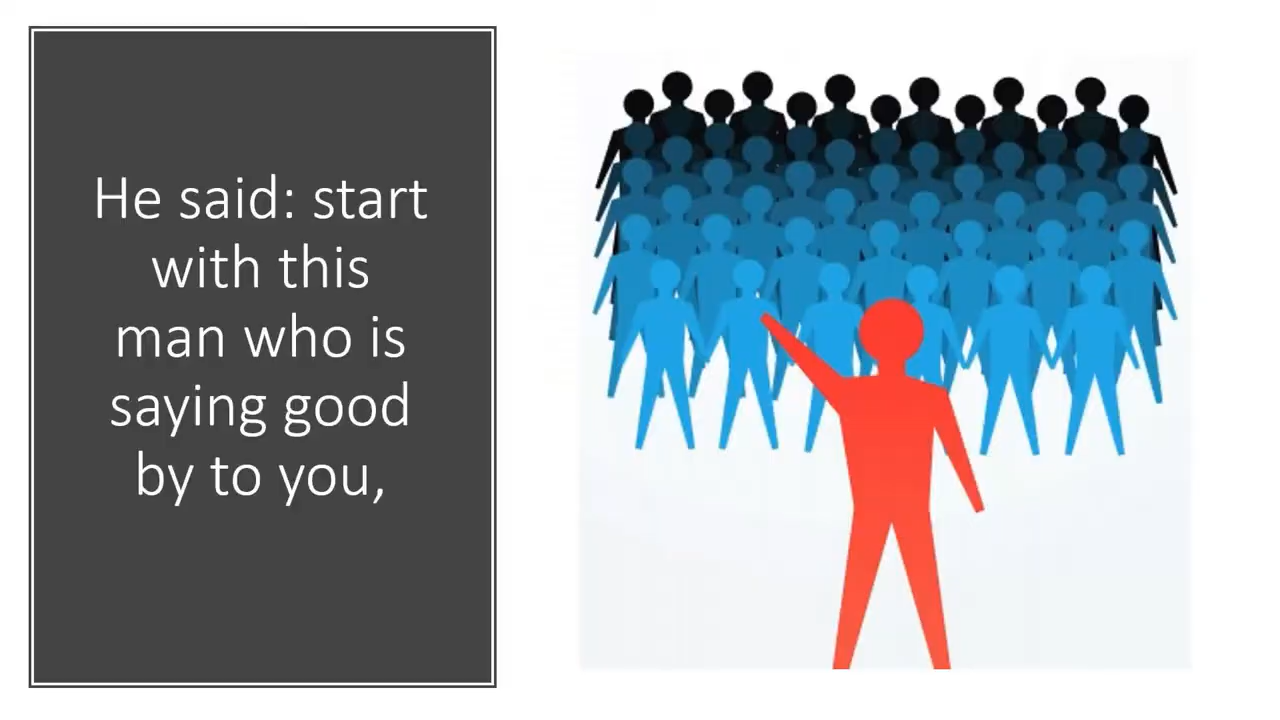 He said: start
with this
man who is
saying good
by to you,